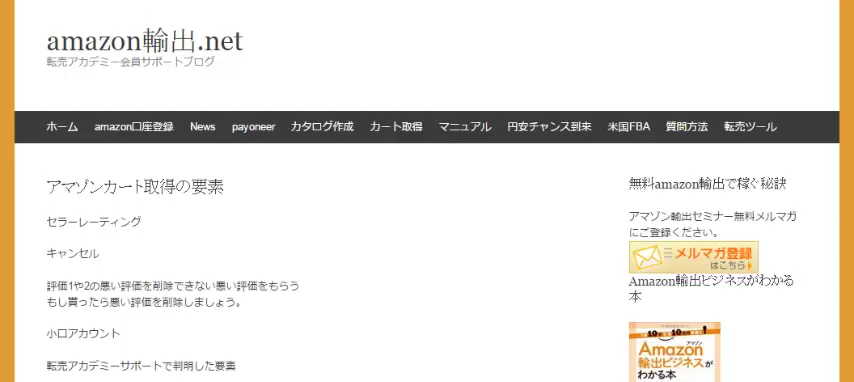 amazon輸出.net
転売アカデミー会員サポートブログ
ホーム amazon口座登録 News payoneer カタログ作成 カート取得 マニュアル 円安チャンス到来 米国FBA 質問方法 転売ツール
アマゾンカート取得の要素
セラーレーティング
キャンセル
評価1や2の悪い評価を削除できない悪い評価をもらう
もし貰ったら悪い評価を削除しましょう。
小口アカウント
転売アカデミーサポートで判明した要素
無料amazon輸出で稼ぐ秘訣
アマゾン輸出セミナー無料メルマガ
にご登録ください。
メルマガ登録
はこちら
Amazon輸出ビジネスがわかる
本
アマゾン
Amazon
輸出ビジネスが
わかる本